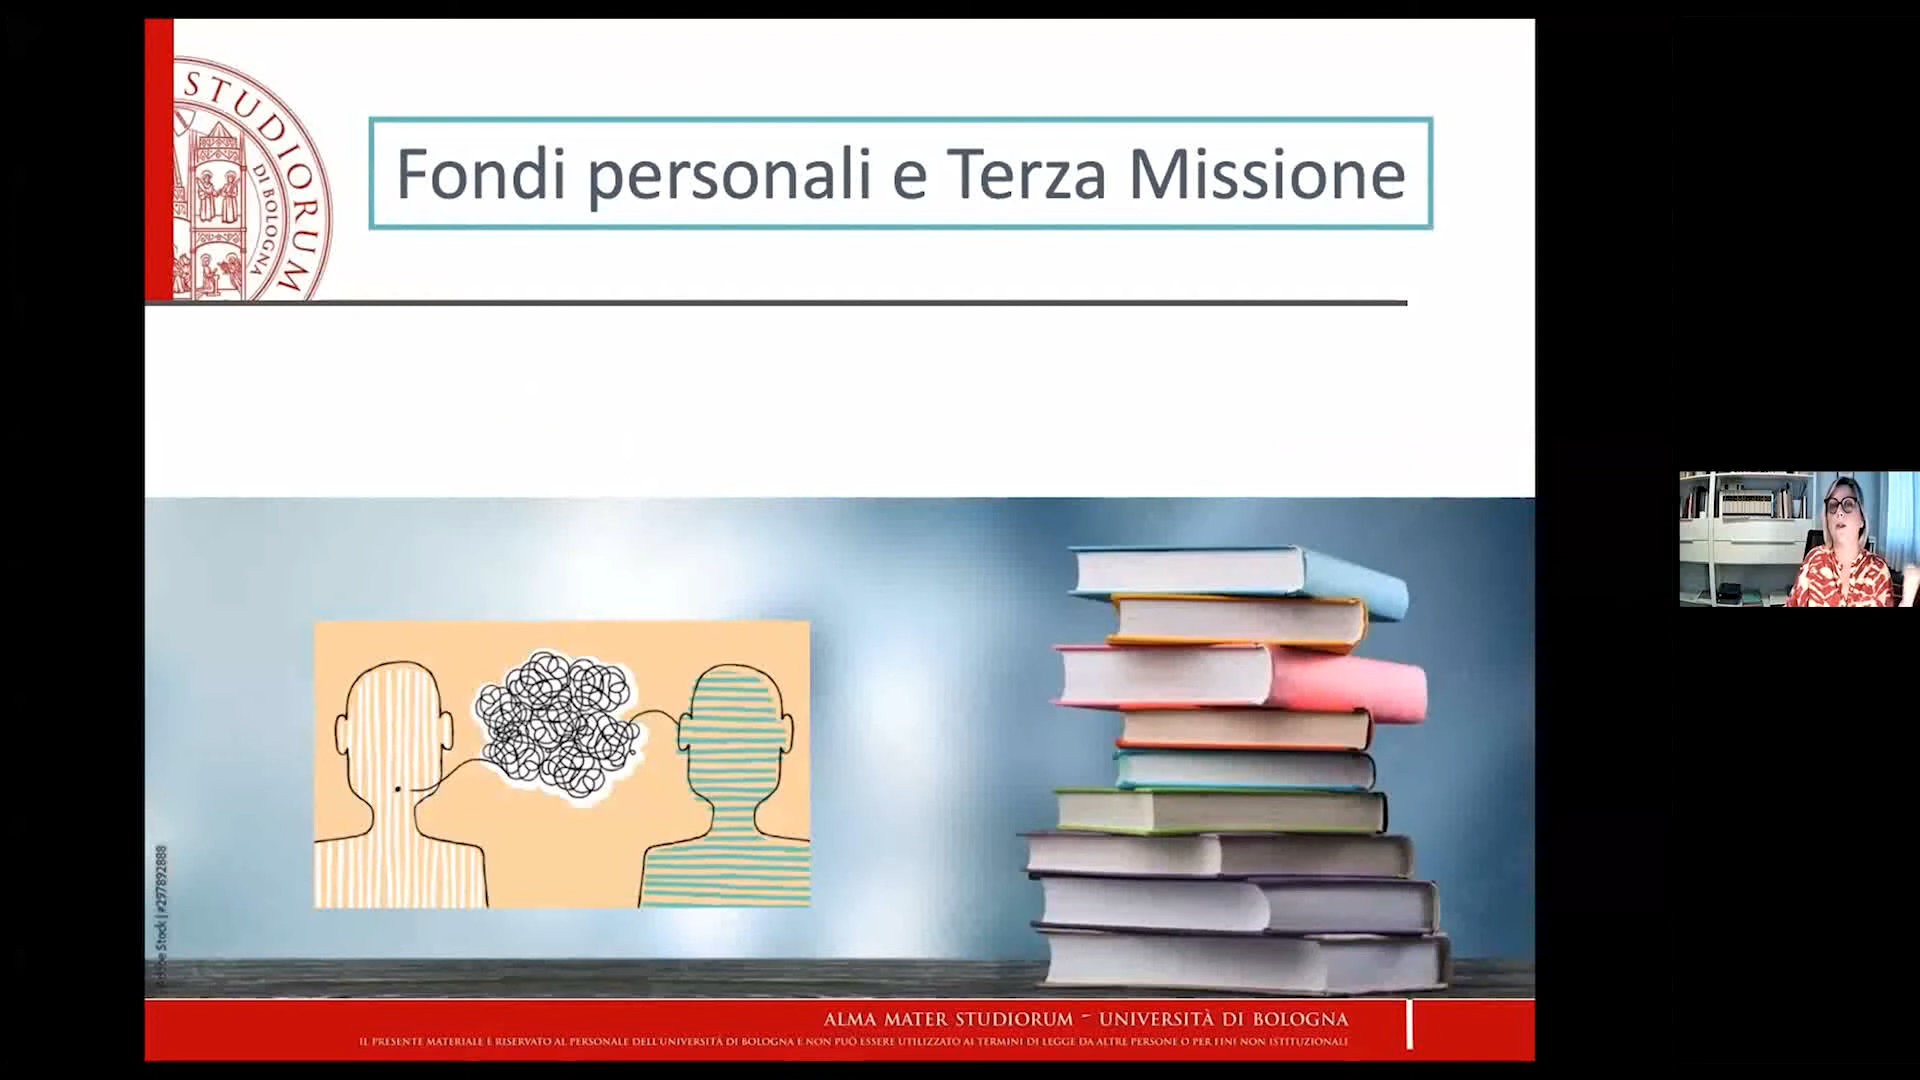 STUDIORUM
DI BOLOGNA
Fondi personali e Terza Missione
Adobe Stock | #297892888
ALMA MATER STUDIORUM - UNIVERSITÀ DI BOLOGNA
IL PRESENTE MATERIALE È RISERVATO AL PERSONALE DELL'UNIVERSITÀ DI BOLOGNA E NON PUÒ ESSERE UTILIZZATO AI TERMINI DI LEGGE DA ALTRE PERSONE O PER FINI NON ISTITUZIONALI